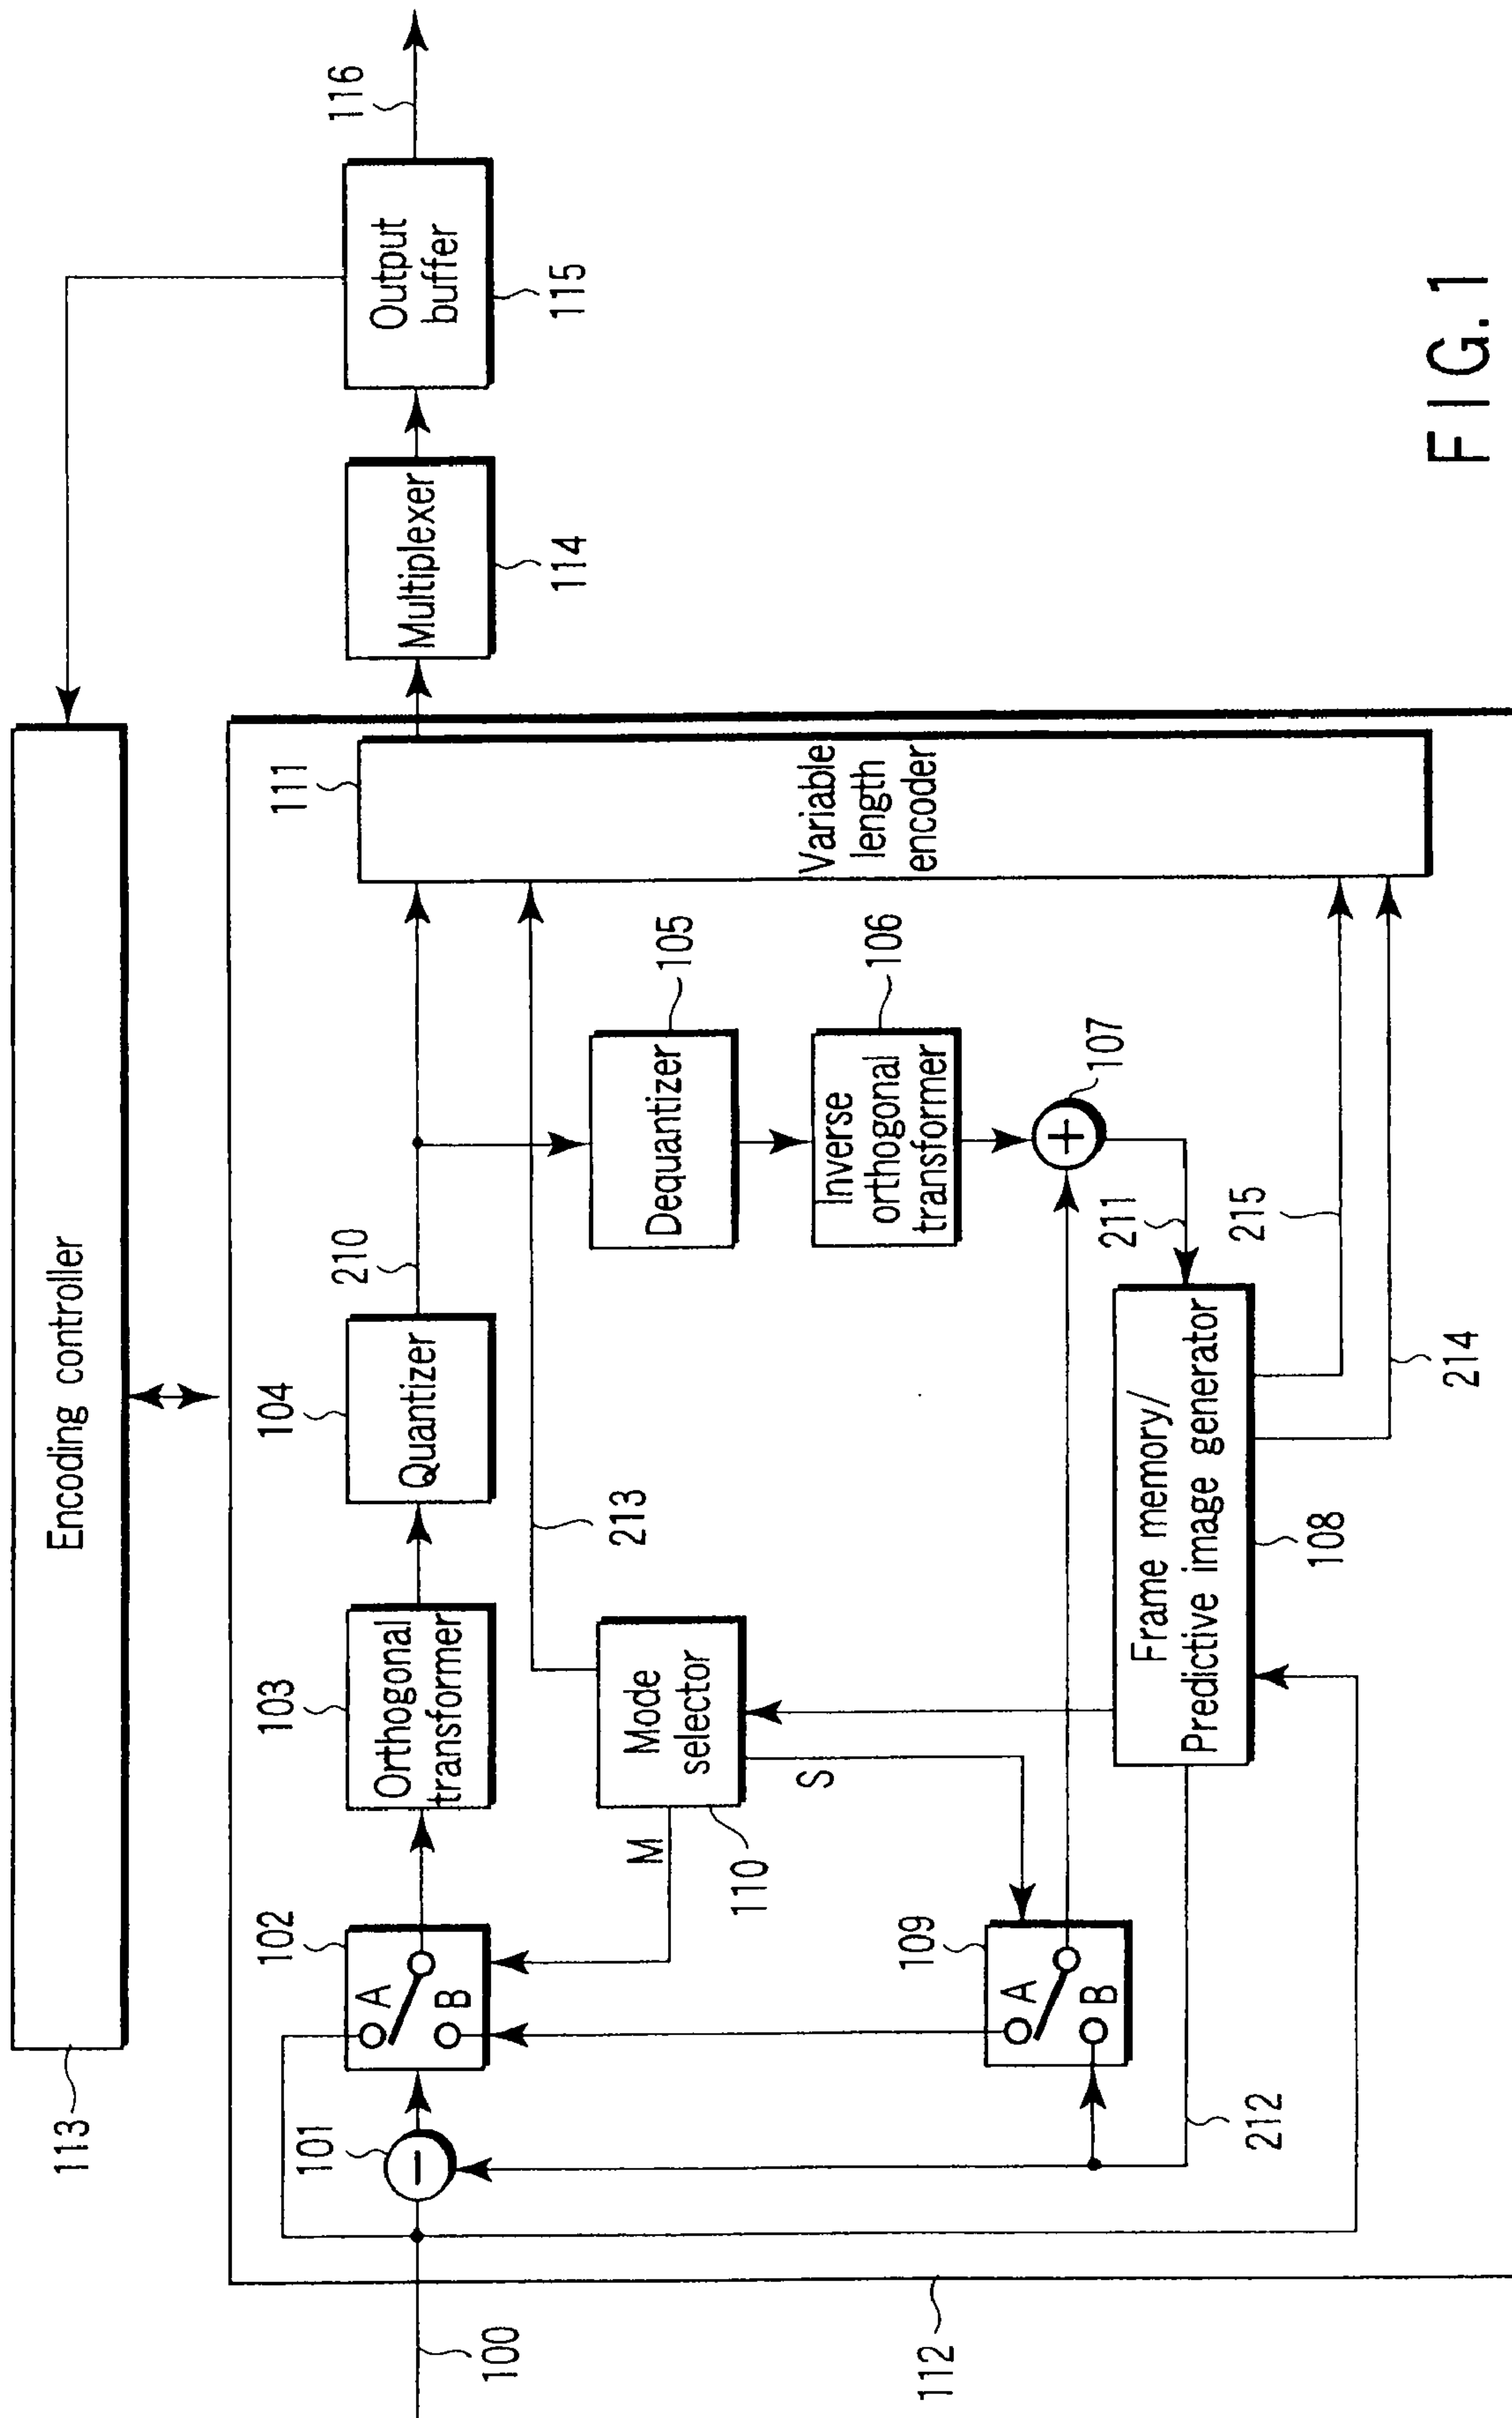 113
Encoding controller
112
100
101
102
A
B
103
Orthogonal
transformer
104
Quantizer
210
111
Variable
length
encoder
Multiplexer
114
Output
buffer
115
116
M
110
Mode
selector
S
213
Dequantizer
105
Inverse
orthogonal
transformer
106
107
109
A
B
212
Frame memory/
Predictive image generator
108
211
215
214
FIG. 1